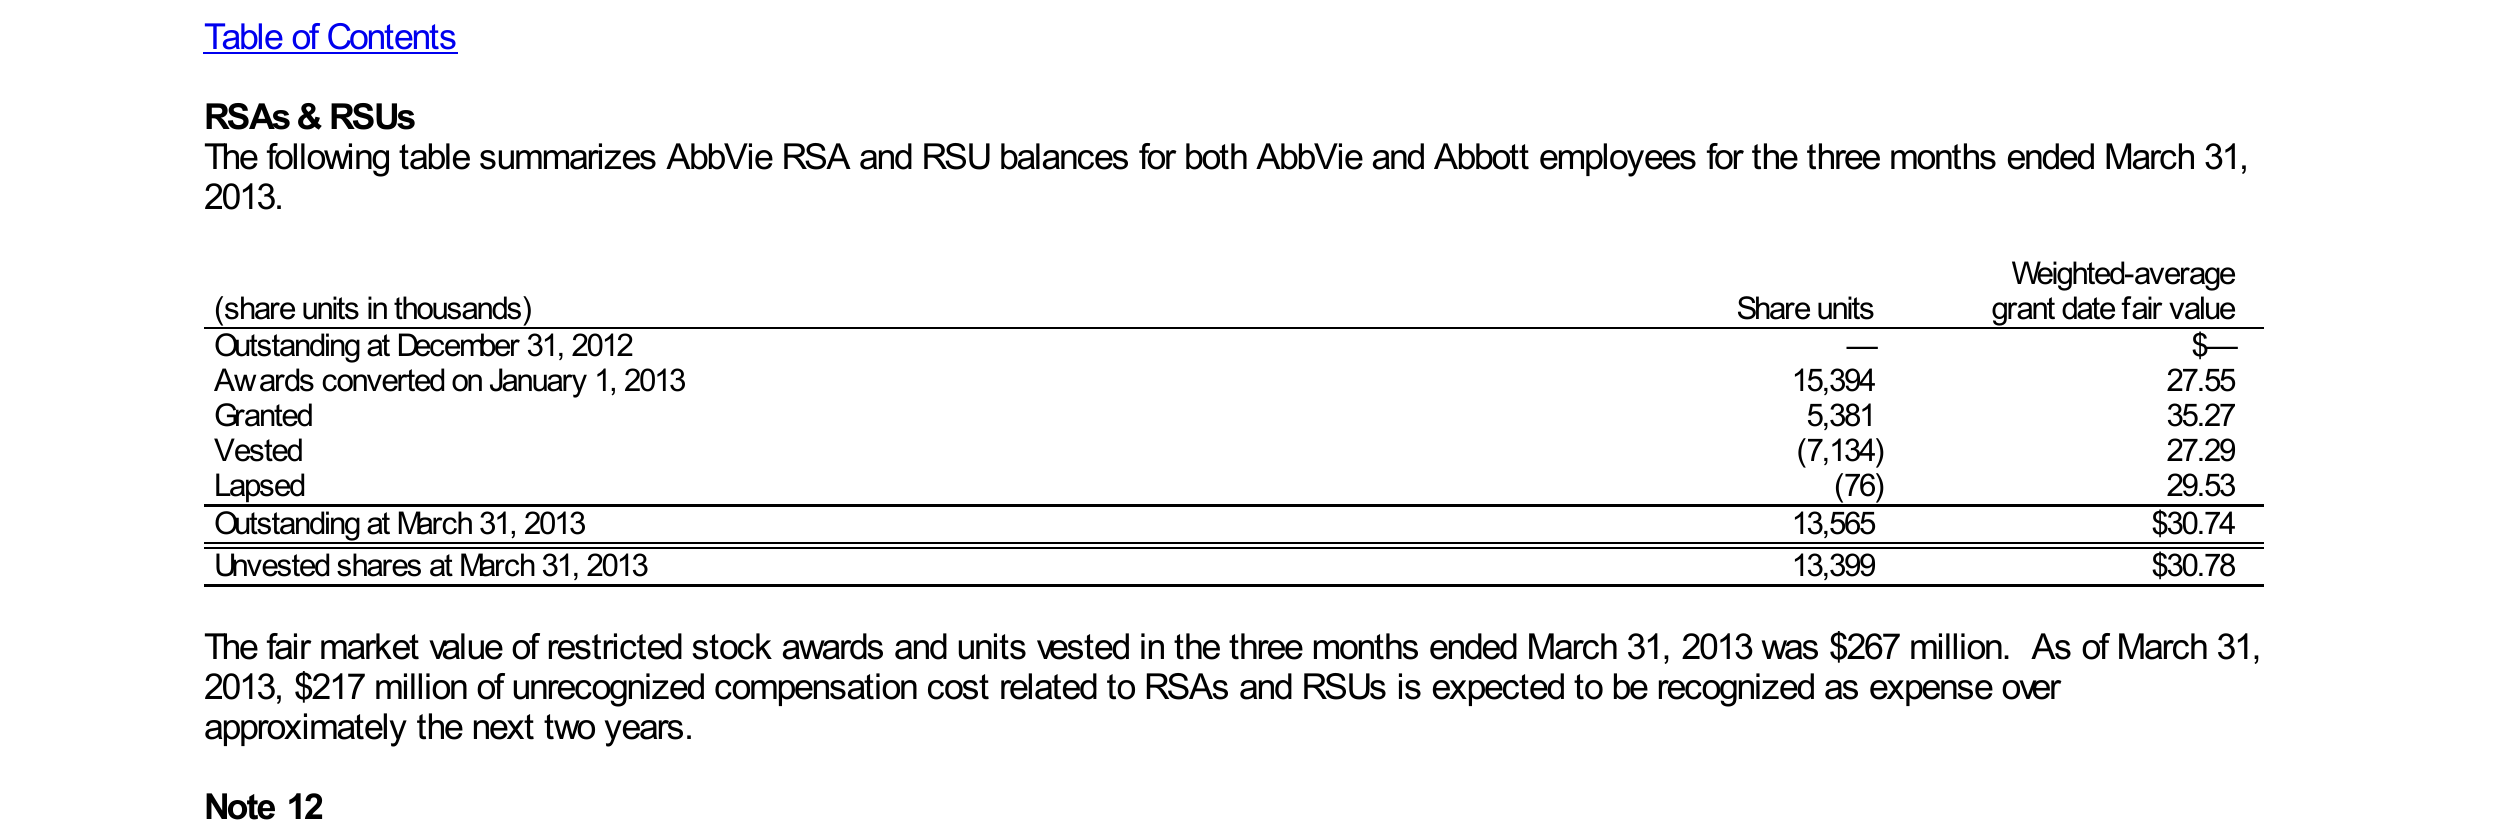 Table of Contents
RSAs & RSUs
The following table summarizes AbbVie RSA and RSU balances for both AbbVie and Abbott employees for the three months ended March 31,
2013.
Weighted-average
(share units in thousands) Share units grant date fair value
Outstanding at December 31, 2012 — $—
Awards converted on January 1, 2013 15,394 27.55
Granted 5,381 35.27
Vested (7,134) 27.29
Lapsed (76) 29.53
Outstanding at March 31, 2013 13,565 $30.74
Unvested shares at March 31, 2013 13,399 $30.78
The fair market value of restricted stock awards and units vested in the three months ended March 31, 2013 was $267 million. As of March 31,
2013, $217 million of unrecognized compensation cost related to RSAs and RSUs is expected to be recognized as expense over
approximately the next two years.
Note 12